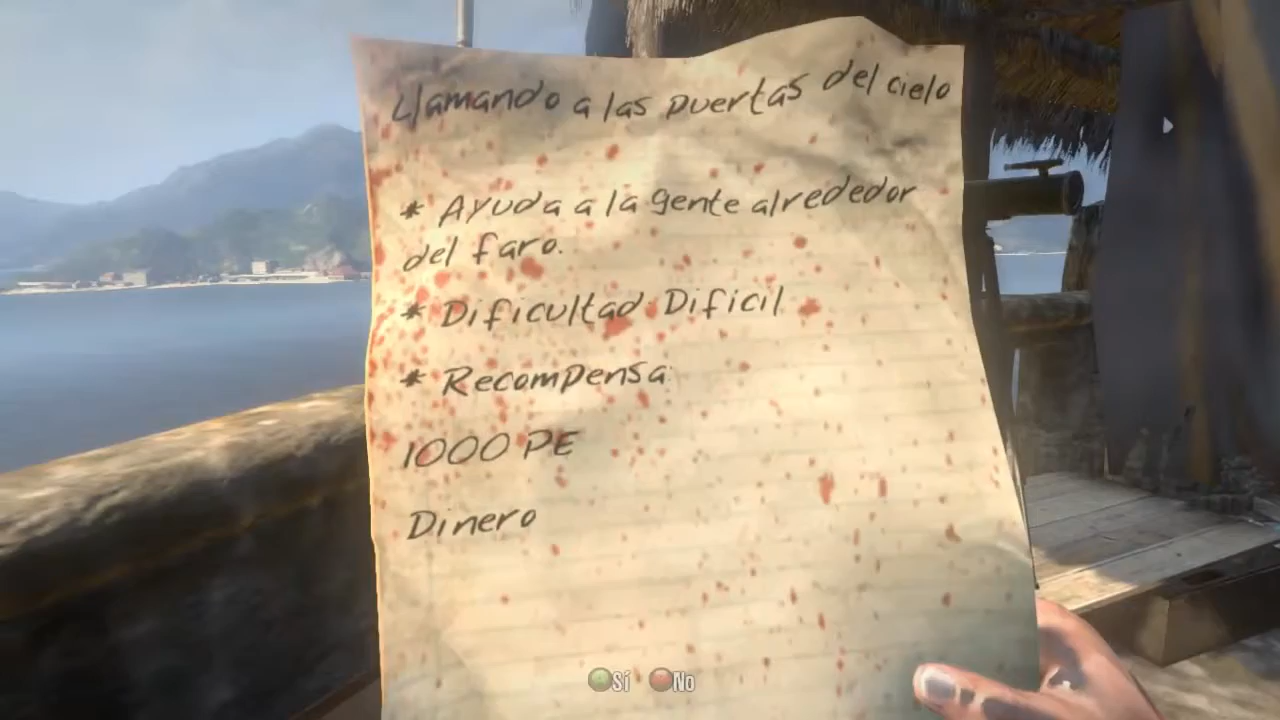 Llamando a las puertas del cielo
* Ayuda a la gente alrededor
del faro.
* Dificultad: Dificil
* Recompensa:
1000 PE
Dinero
Sí No